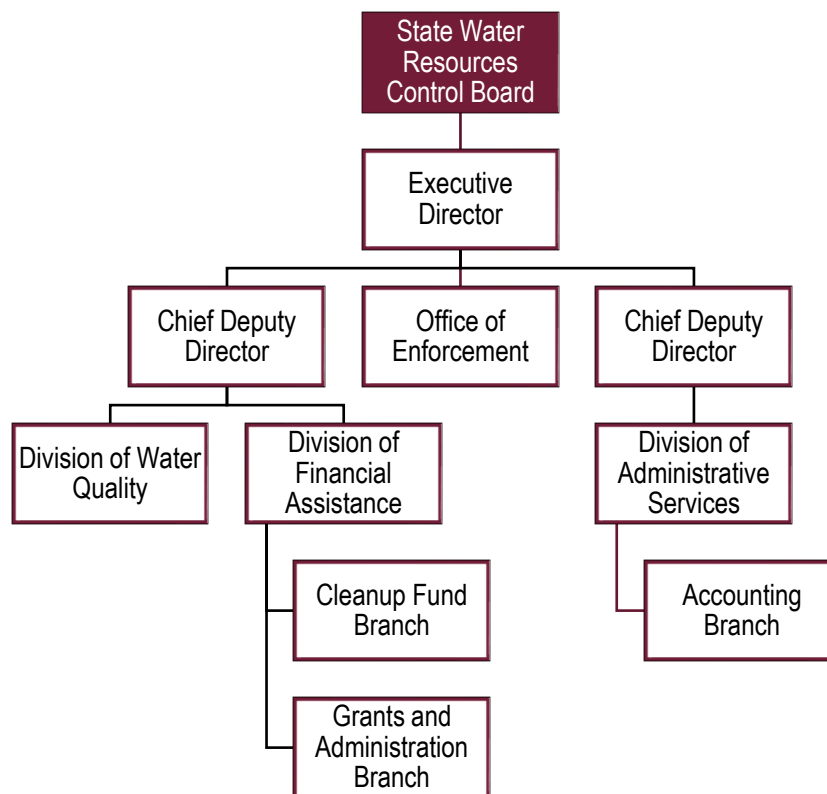 State Water
Resources
Control Board
Executive
Director
Chief Deputy
Director
Office of
Enforcement
Chief Deputy
Director
Division of Water
Quality
Division of
Financial
Assistance
Division of
Administrative
Services
Cleanup Fund
Branch
Accounting
Branch
Grants and
Administration
Branch